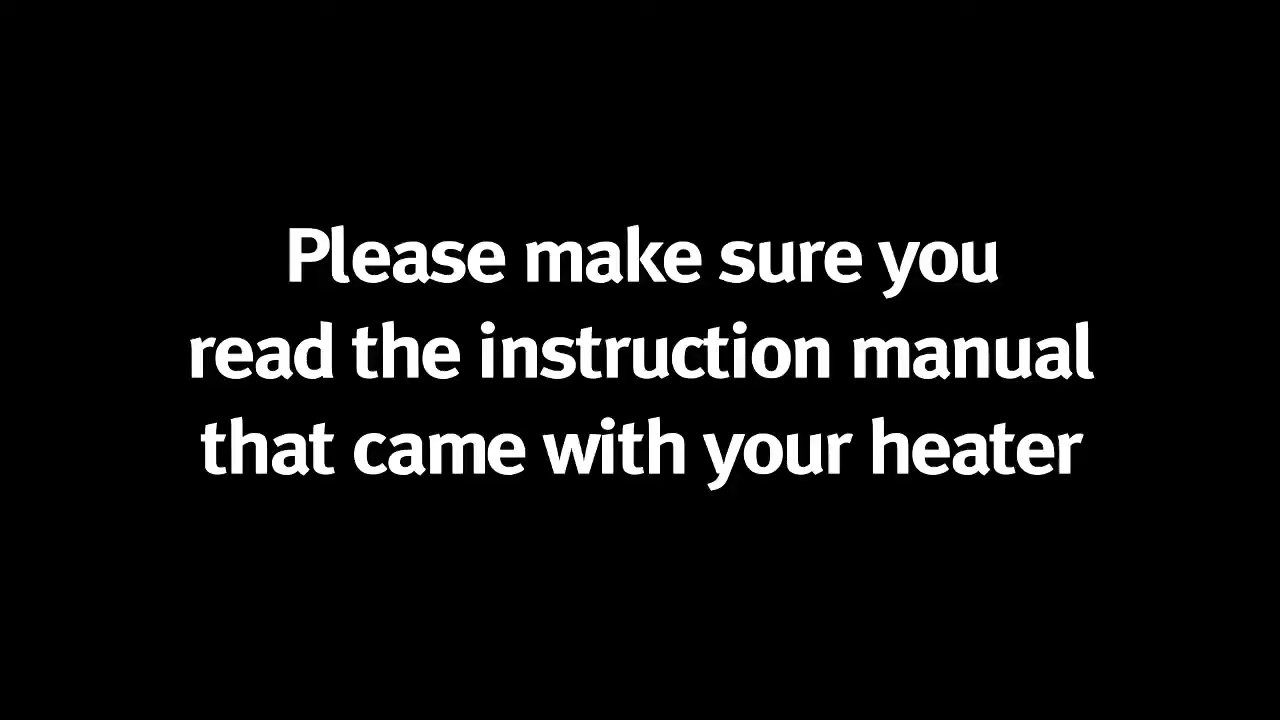 Please make sure you
read the instruction manual
that came with your heater